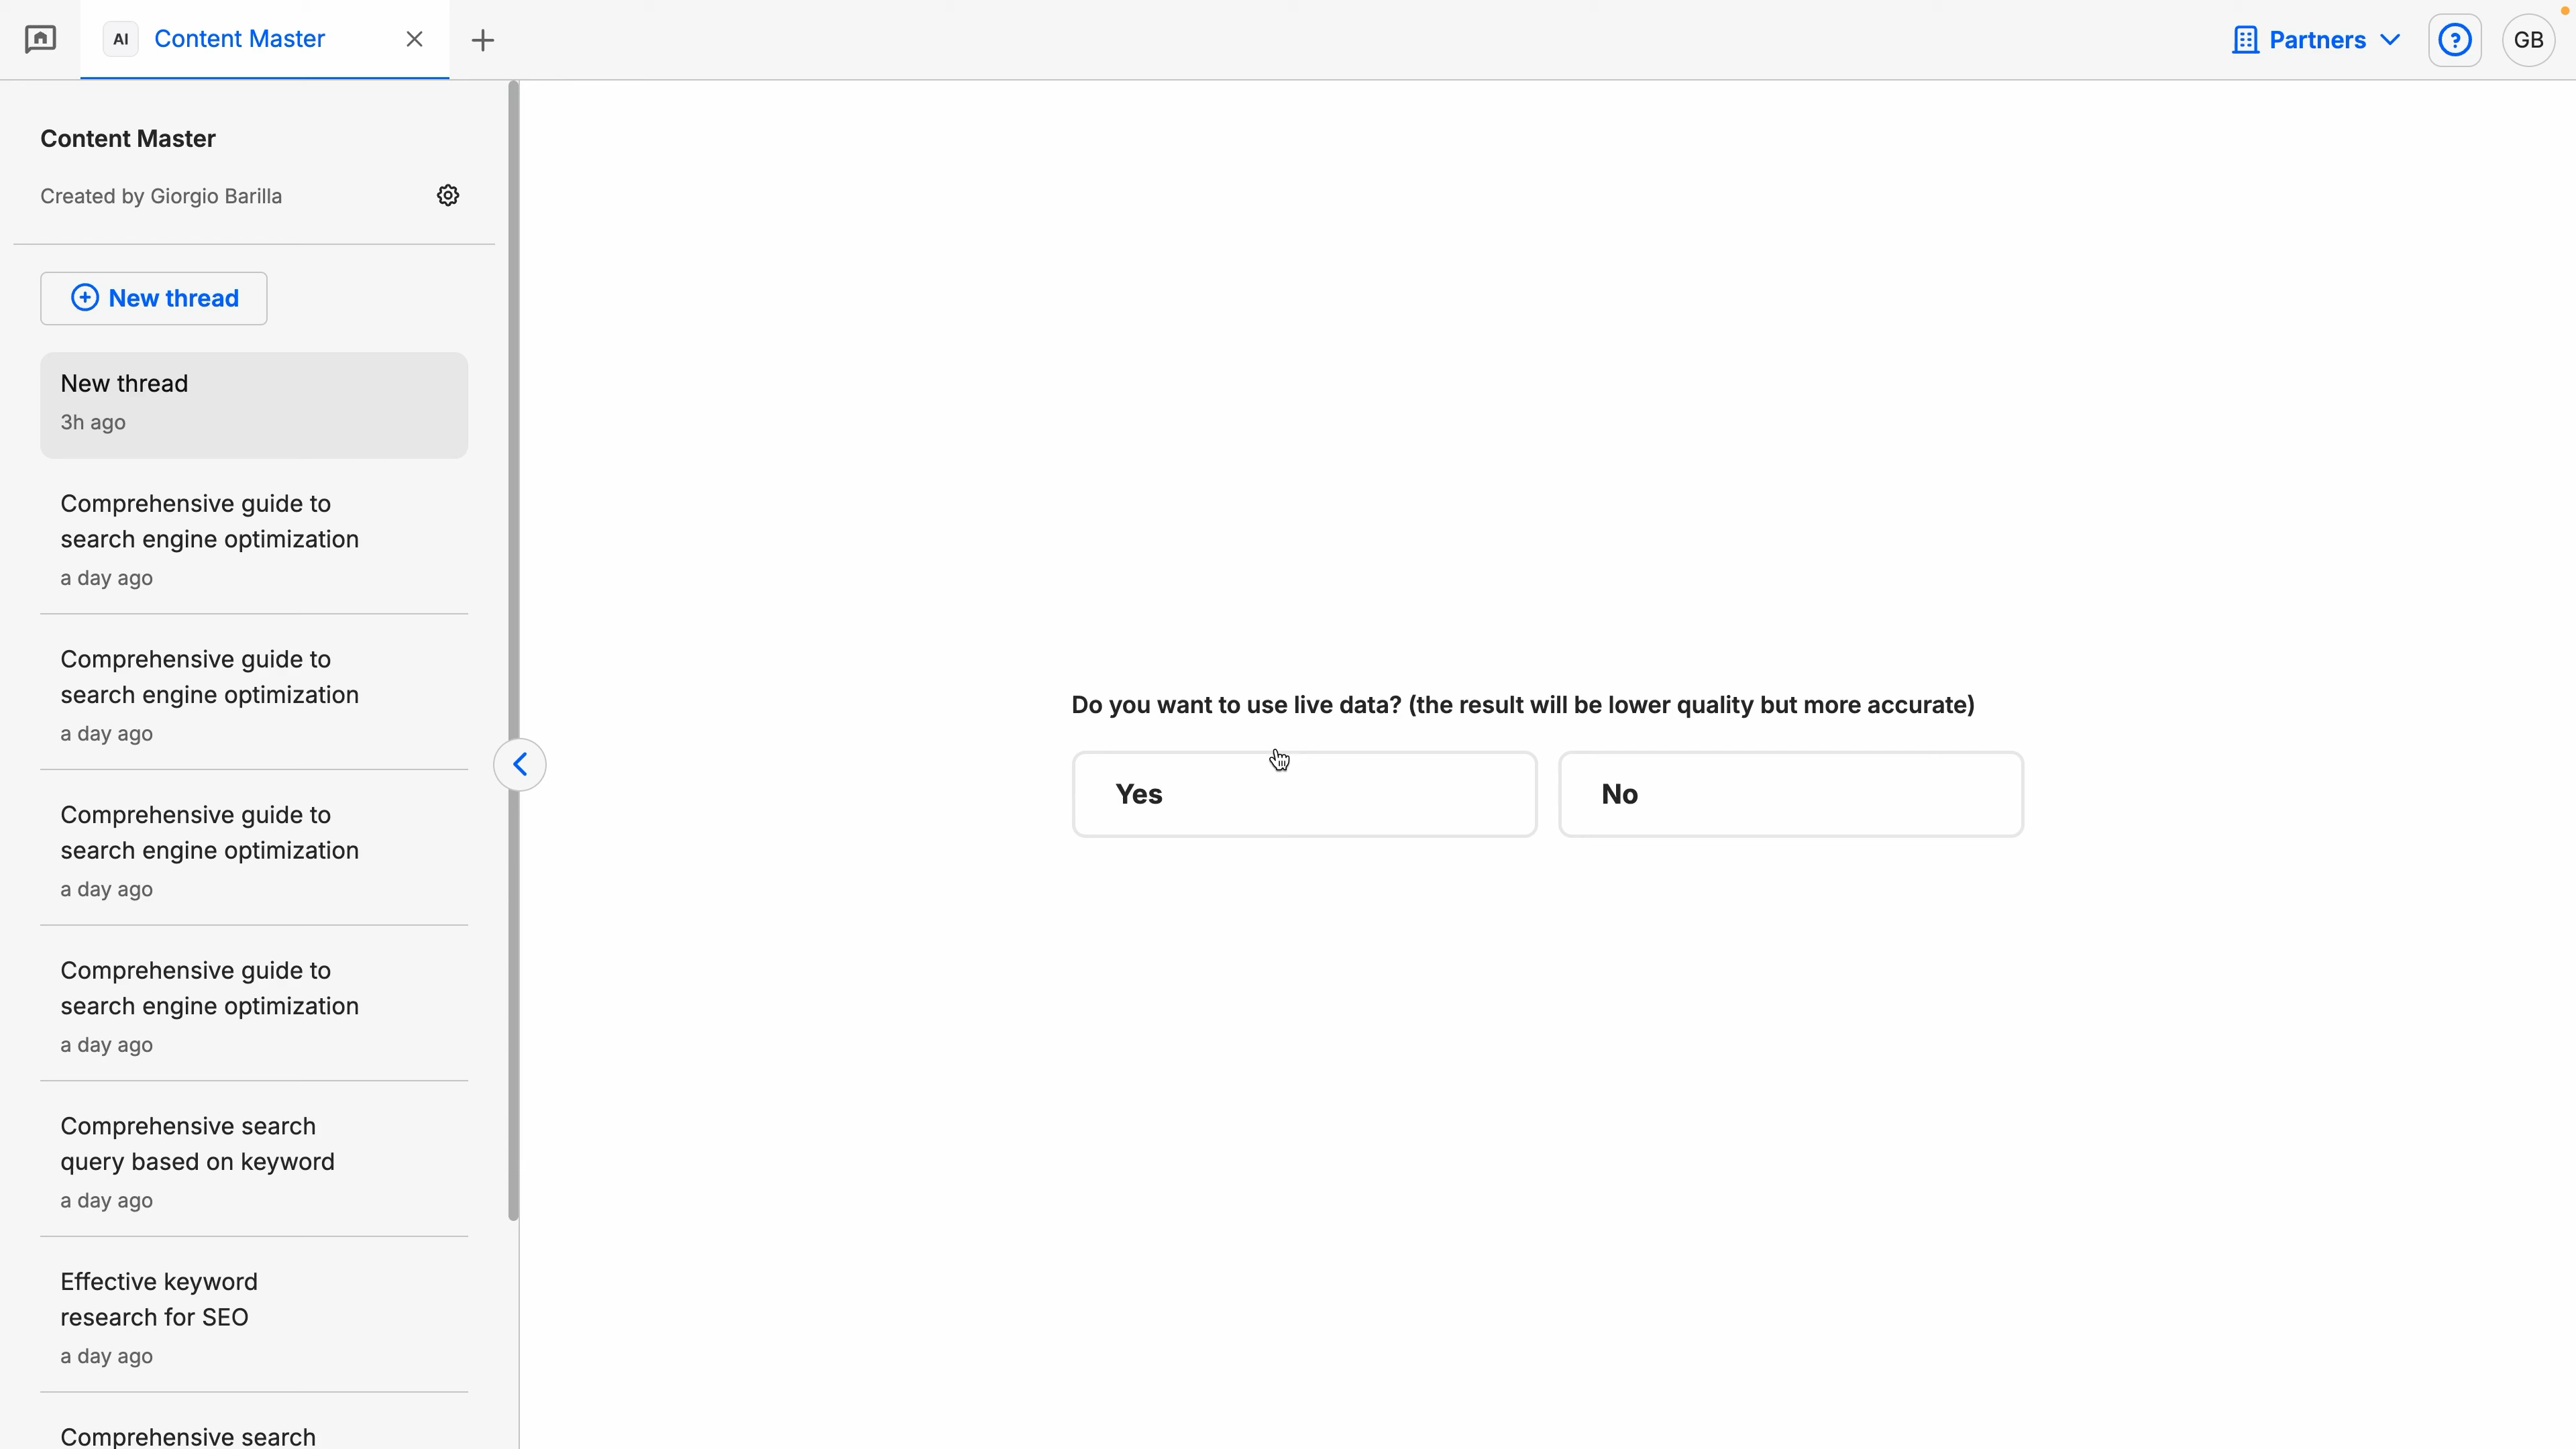 AI Content Master
Partners
GB
Content Master
Created by Giorgio Barilla
New thread
New thread
3h ago
Comprehensive guide to
search engine optimization
a day ago
Comprehensive guide to
search engine optimization
a day ago
Comprehensive guide to
search engine optimization
a day ago
Comprehensive guide to
search engine optimization
a day ago
Comprehensive search
query based on keyword
a day ago
Effective keyword
research for SEO
a day ago
Comprehensive search
Do you want to use live data? (the result will be lower quality but more accurate)
Yes
No